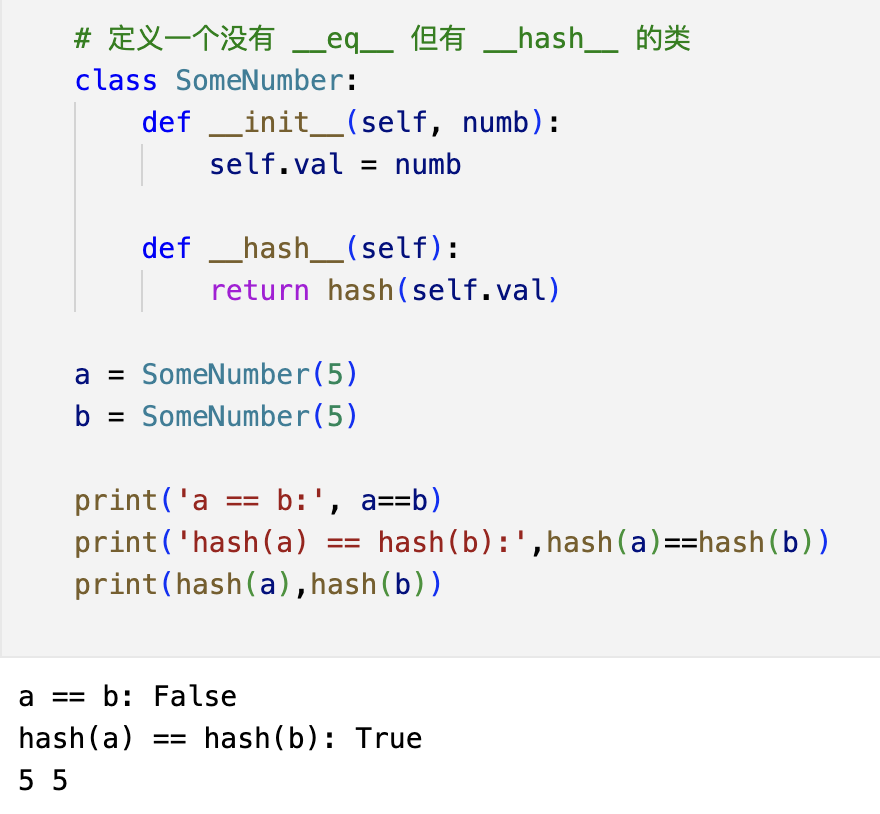 # 定义一个没有 __eq__ 但有 __hash__ 的类
class SomeNumber:
    def __init__(self, numb):
        self.val = numb
    def __hash__(self):
        return hash(self.val)
a = SomeNumber(5)
b = SomeNumber(5)
print('a == b:', a==b)
print('hash(a) == hash(b):',hash(a)==hash(b))
print(hash(a),hash(b))
a == b: False
hash(a) == hash(b): True
5 5